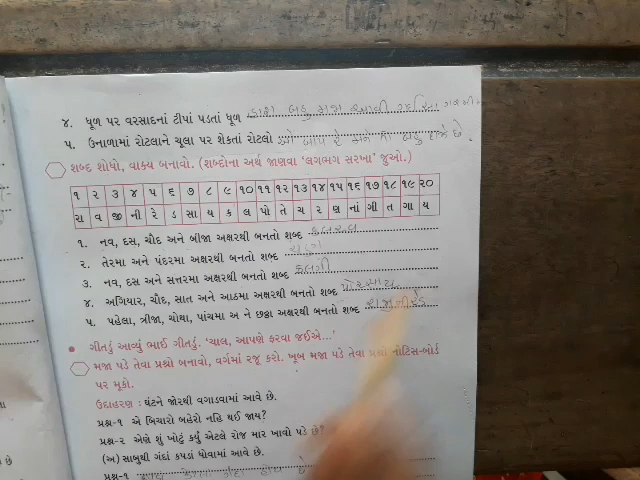 ૪. ધૂળ પર વરસાદનાં ટીપાં પડતાં ધૂળ
૫. ઉનાળામાં રોટલાને ચૂલા પર શેકતાં રોટલો
શબ્દ શોધો, વાક્ય બનાવો. (શબ્દોના અર્થ જાણવા ‘લગભગ સરખા’ જુઓ.)
૧ ૨ ૩ ૪ ૫ ૬ ૭ ૮ ૯ ૧૦ ૧૧ ૧૨ ૧૩ ૧૪ ૧૫ ૧૬ ૧૭ ૧૮ ૧૯ ૨૦
રા વ જી ની રે ડ સા ય ક લ પો તે ચ ર ણ નાં ગી ત ગા ય
૧. નવ, દસ, ચૌદ અને બીજા અક્ષરથી બનતો શબ્દ
૨. તેરમા અને પંદરમા અક્ષરથી બનતો શબ્દ
૩. નવ, દસ અને સત્તરમા અક્ષરથી બનતો શબ્દ કલગી
૪. અગિયાર, ચૌદ, સાત અને આઠમા અક્ષરથી બનતો શબ્દ પોરસાય
૫. પહેલા, ત્રીજા, ચોથા, પાંચમા અ ને છઠ્ઠા અક્ષરથી બનતો શબ્દ રાજીનીરેડ
ગીતડું આવ્યું ભાઈ ગીતડું. ‘ચાલ, આપણે ફરવા જઈએ...’
મજા પડે તેવા પ્રશ્નો બનાવો, વર્ગમાં રજૂ કરો. ખૂબ મજા પડે તેવા પ્રશ્નો નોટિસ-બોર્ડ
પર મૂકો.
ઉદાહરણ : ઘંટને જોરથી વગાડવામાં આવે છે.
પ્રશ્ન-૧ એ બિચારો બહેરો નહિ થઈ જાય?
પ્રશ્ન-૨ એણે શું ખોટું કર્યું એટલે રોજ માર ખાવો પડે છે?
(અ) સાબુથી ગંદાં કપડાં ધોવામાં આવે છે.
પ્રશ્ન-૧